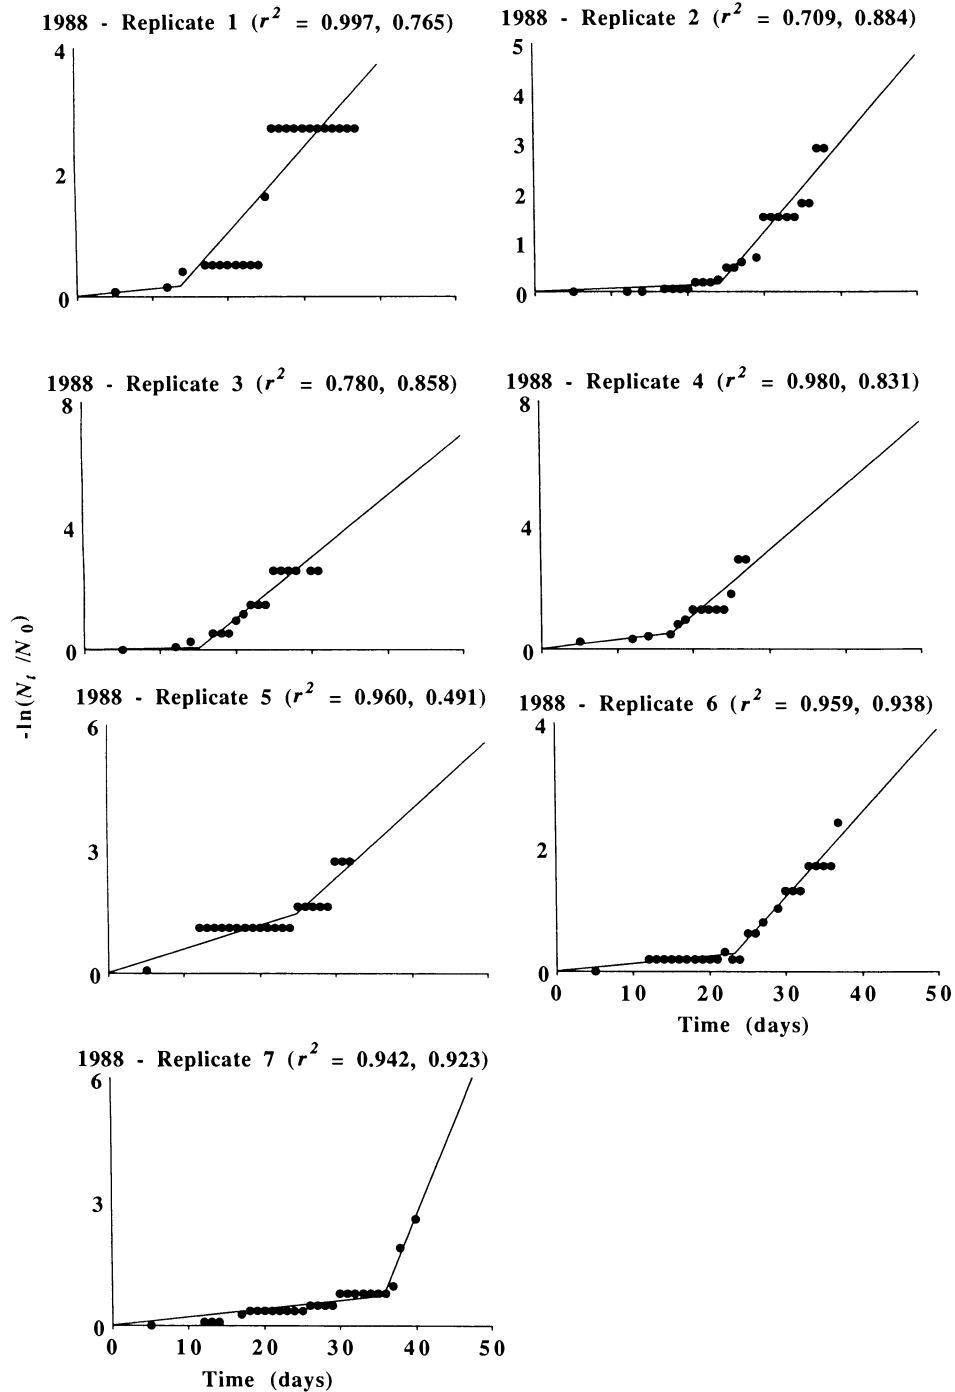 1988 - Replicate 1 (r² = 0.997, 0.765)
4
2
0
1988 - Replicate 2 (r² = 0.709, 0.884)
5
4
3
2
1
0
1988 - Replicate 3 (r² = 0.780, 0.858)
8
4
0
1988 - Replicate 4 (r² = 0.980, 0.831)
8
4
0
-ln(Nt /N0)
1988 - Replicate 5 (r² = 0.960, 0.491)
6
3
0
1988 - Replicate 6 (r² = 0.959, 0.938)
4
2
0
0 10 20 30 40 50
Time (days)
1988 - Replicate 7 (r² = 0.942, 0.923)
6
3
0
0 10 20 30 40 50
Time (days)